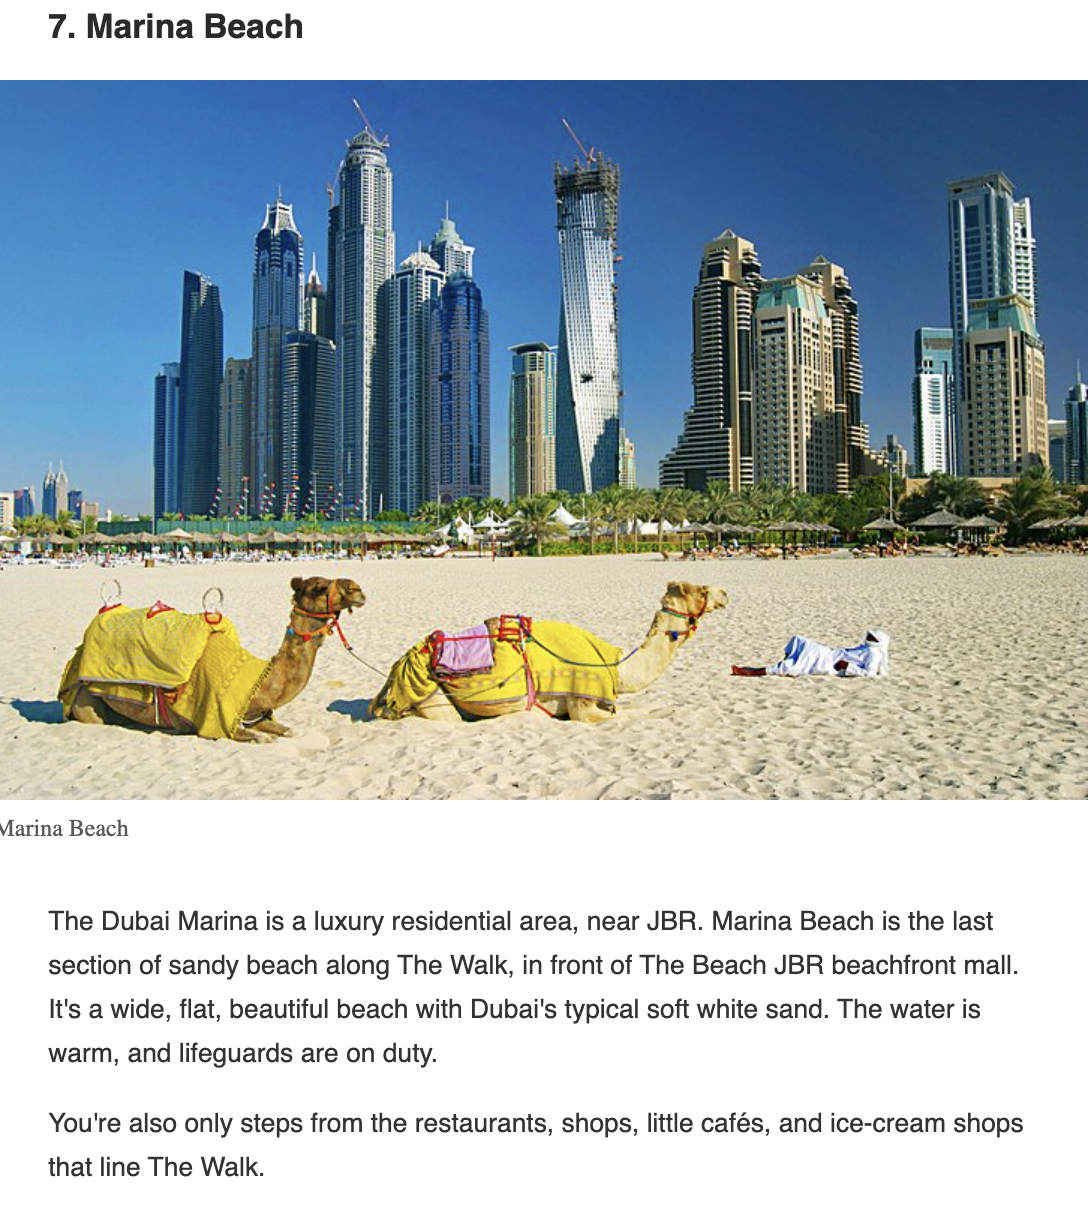 7. Marina Beach
Marina Beach
The Dubai Marina is a luxury residential area, near JBR. Marina Beach is the last
section of sandy beach along The Walk, in front of The Beach JBR beachfront mall.
It's a wide, flat, beautiful beach with Dubai's typical soft white sand. The water is
warm, and lifeguards are on duty.
You're also only steps from the restaurants, shops, little cafés, and ice-cream shops
that line The Walk.